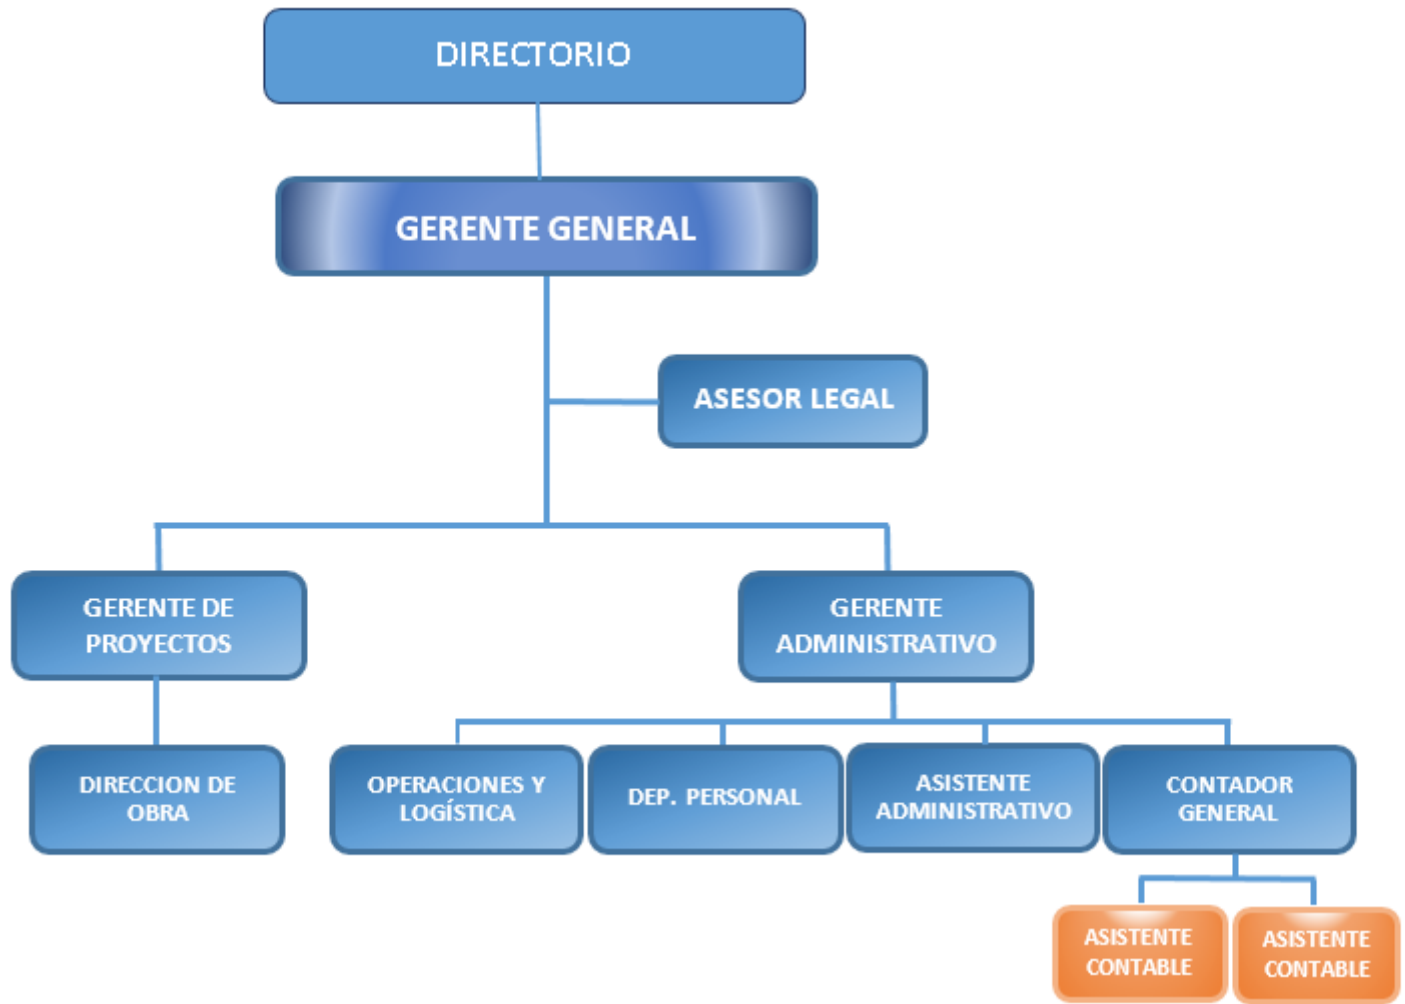 DIRECTORIO
GERENTE GENERAL
ASESOR LEGAL
GERENTE DE
PROYECTOS
GERENTE
ADMINISTRATIVO
DIRECCION DE
OBRA
OPERACIONES Y
LOGÍSTICA
DEP. PERSONAL
ASISTENTE
ADMINISTRATIVO
CONTADOR
GENERAL
ASISTENTE
CONTABLE
ASISTENTE
CONTABLE